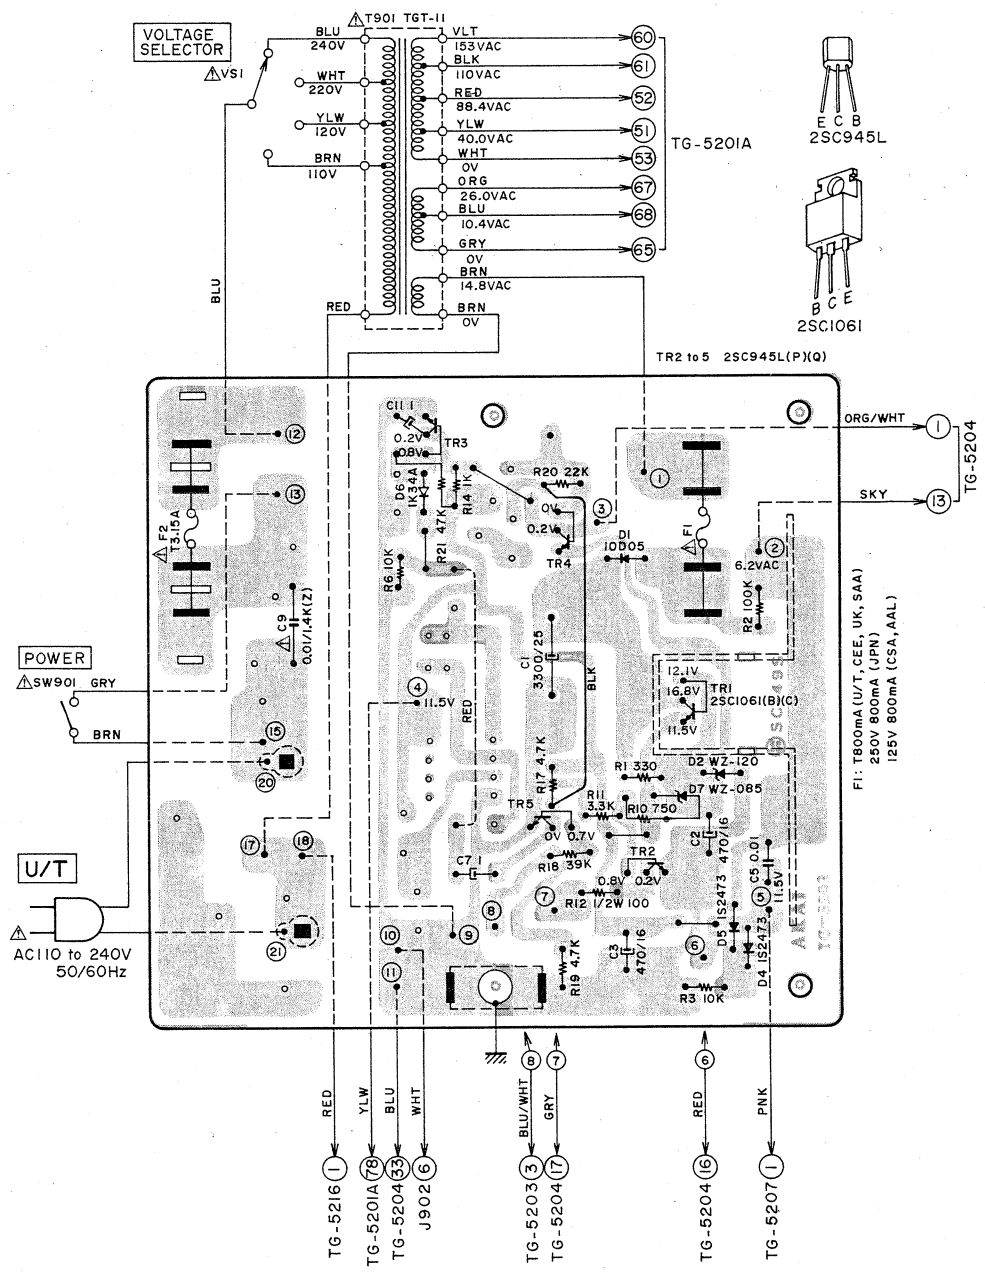 VOLTAGE
SELECTOR
⚠VS1
⚠T901 TGT-11
BLU
240V
WHT
220V
YLW
120V
BRN
110V
RED
BLU
VLT
153VAC
BLK
110VAC
RED
88.4VAC
YLW
40.0VAC
WHT
0V
ORG
26.0VAC
BLU
10.4VAC
GRY
0V
BRN
14.8VAC
BRN
0V
60
61
52
51
53
67
68
65
TG-5201A
E C B
2SC945L
B C E
2SC1061
TR2 to 5 2SC945L(P)(Q)
ORG/WHT
1
SKY
13
TG-5204
12
13
⚠ F2
T3.15A
⚠ C9
0.01/1.4K(Z)
C11 1
0.2V
0.8V
TR3
D6
1K34A
R14 1K
R21 47K
R6 10K
R20 22K
0V
0.2V
TR4
3
D1
10D05
1
⚠ F1
2
6.2VAC
R2 100K
C1
3300/25
BLK
RED
4
11.5V
12.1V
16.8V
11.5V
TR1
2SC1061(B)(C)
F1: T800mA (U/T, CEE, UK, SAA)
250V 800mA (JPN)
125V 800mA (CSA, AAL)
POWER
⚠SW901
GRY
BRN
15
20
17
18
21
U/T
⚠
AC110 to 240V
50/60Hz
R17 4.7K
R11
3.3K
R1 330
R10 750
D2 WZ-120
D7 WZ-085
TR5
0V 0.7V
R18 39K
TR2
0.8V 0.2V
C2
470/16
C5 0.01
11.5V
5
C7 1
8
7
R12 1/2W 100
D5 1S2473
D4 1S2473
9
10
11
C3
470/16
R19 4.7K
6
R3 10K
AKAI
8
7
6
RED
YLW
BLU
WHT
BLU/WHT
GRY
RED
PNK
TG-5216 1
TG-5201A 78
TG-5204 33
J902 6
TG-5203 3
TG-5204 17
TG-5204 16
TG-5207 1